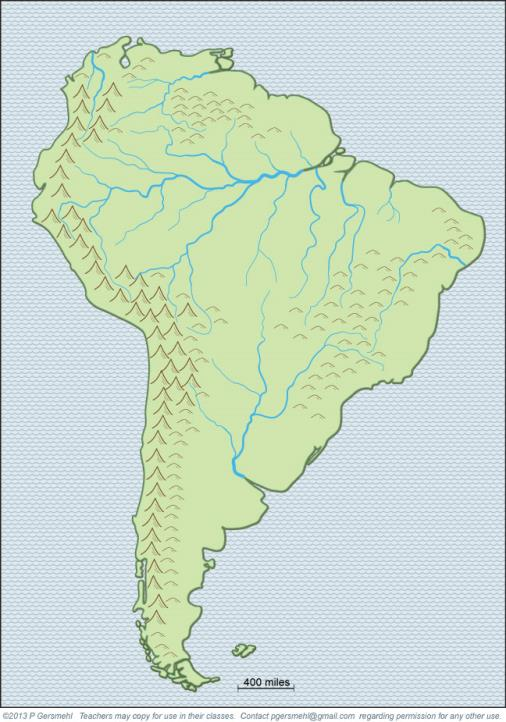 400 miles
©2013 P Gersmehl   Teachers may copy for use in their classes.  Contact pgersmehl@gmail.com  regarding permission for any other use.